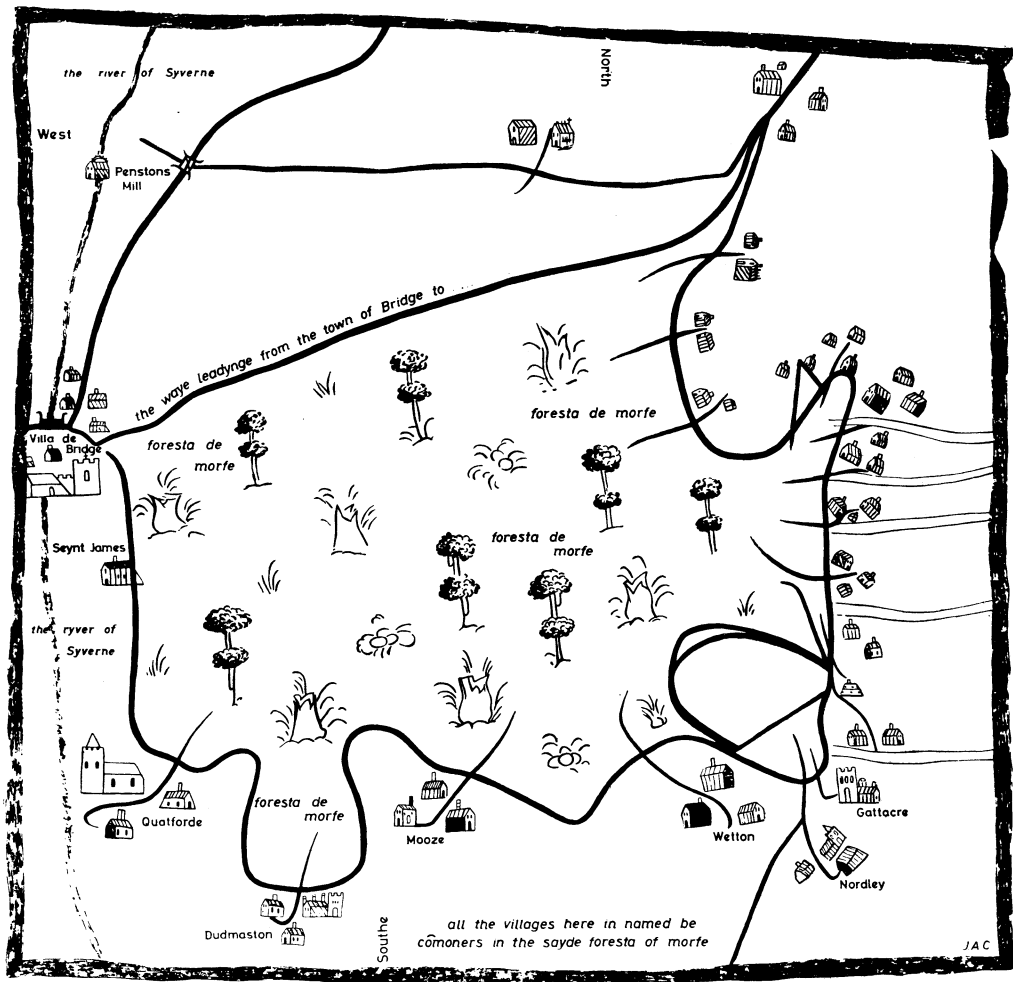 the river of Syverne
North
West
Penstons
Mill
the waye leadynge from the town of Bridge to
foresta de morfe
Villa de
Bridge
foresta de
morfe
foresta de
morfe
Seynt James
the ryver of
Syverne
foresta de
morfe
Quatforde
Mooze
Wetton
Gattacre
Nordley
Dudmaston
Southe
all the villages here in named be
cōmoners in the sayde foresta of morfe
JAC